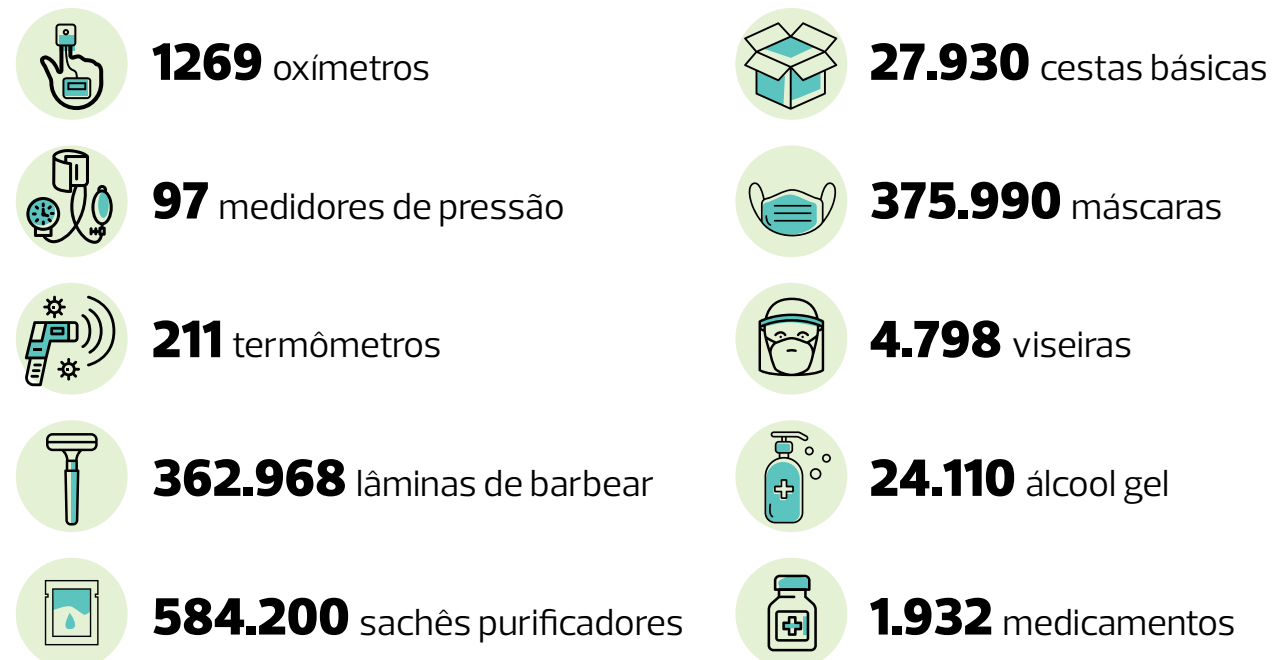 1269 oxímetros
97 medidores de pressão
211 termômetros
362.968 lâminas de barbear
584.200 sachês purificadores
27.930 cestas básicas
375.990 máscaras
4.798 viseiras
24.110 álcool gel
1.932 medicamentos